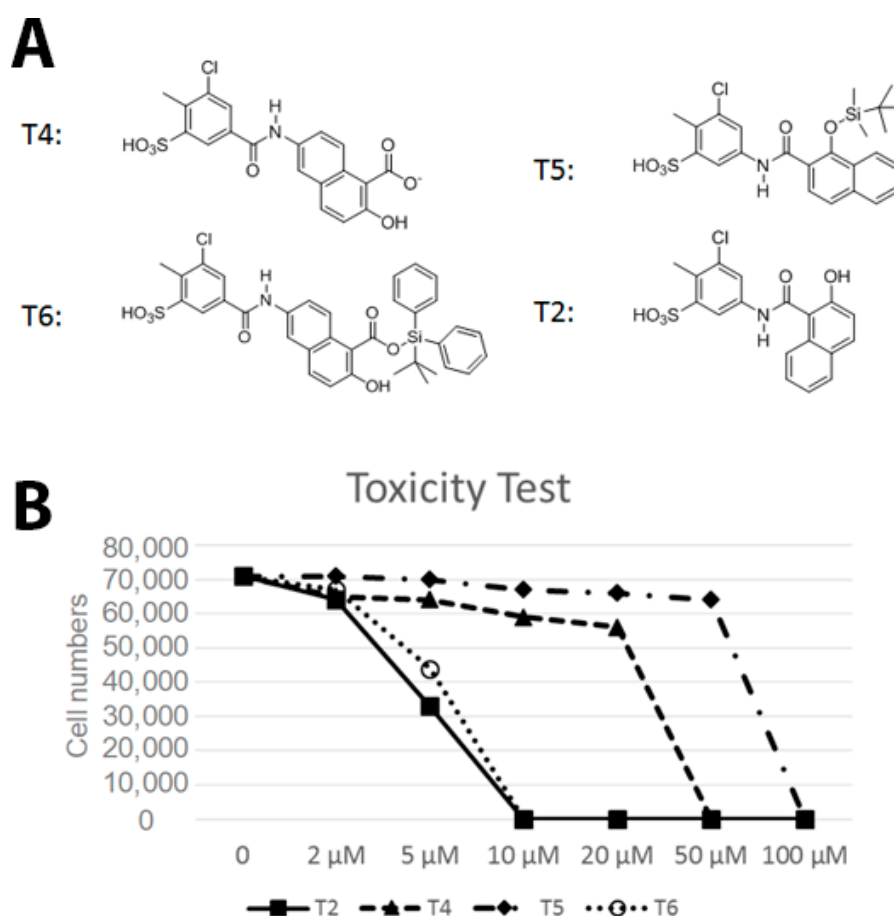 A
T4:
Cl
HO₃S
H
N
O
O
O⁻
OH
T5:
Cl
HO₃S
N
H
O
O
Si
T6:
Cl
HO₃S
H
N
O
O
O
Si
OH
T2:
Cl
HO₃S
N
H
O
OH
B
Toxicity Test
Cell numbers
80,000
70,000
60,000
50,000
40,000
30,000
20,000
10,000
0
0 2 μM 5 μM 10 μM 20 μM 50 μM 100 μM
T2 T4 T5 T6